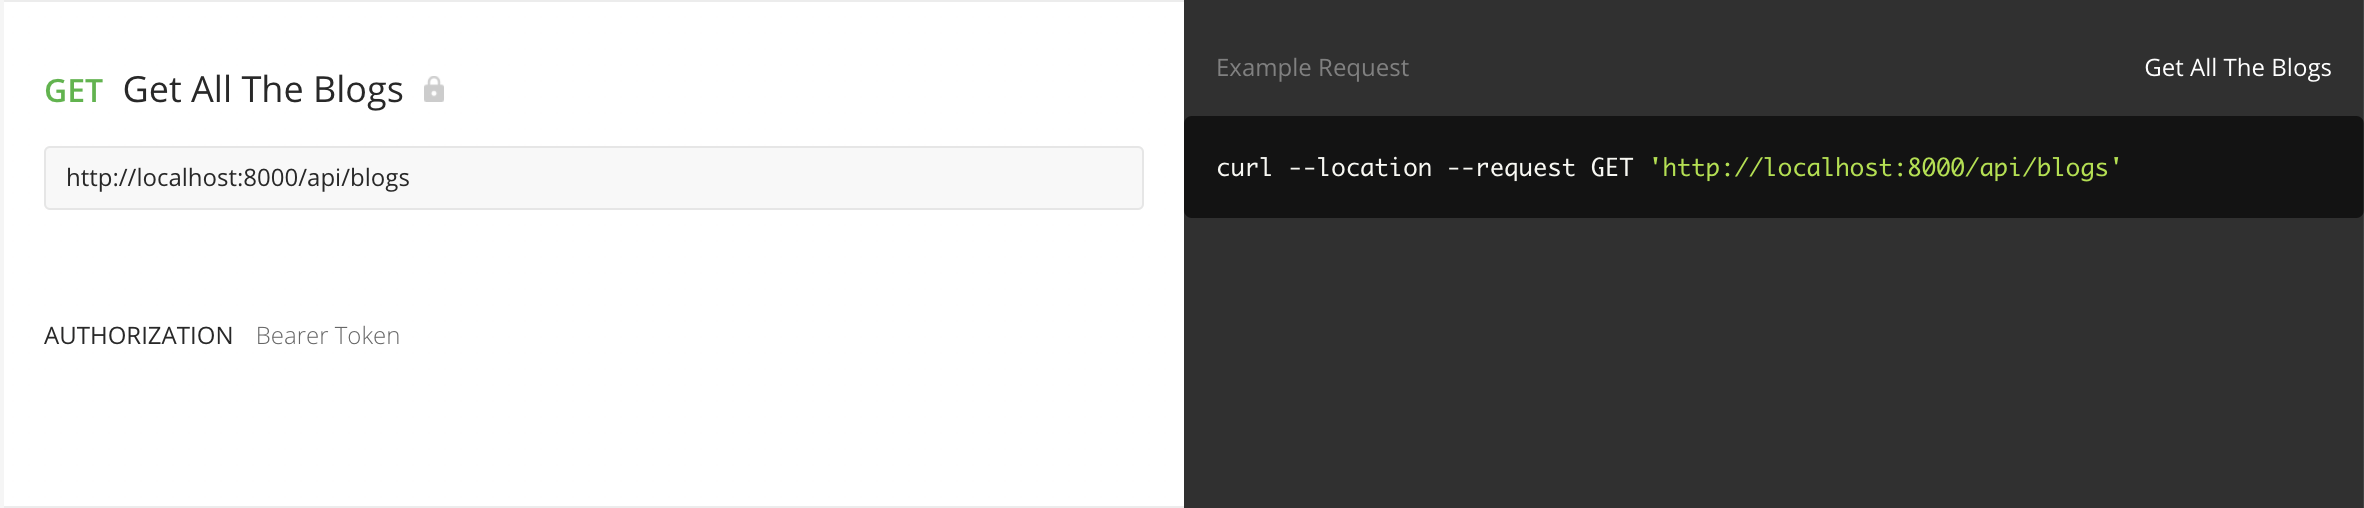 GET Get All The Blogs
http://localhost:8000/api/blogs
AUTHORIZATION Bearer Token
Example Request
Get All The Blogs
curl --location --request GET 'http://localhost:8000/api/blogs'